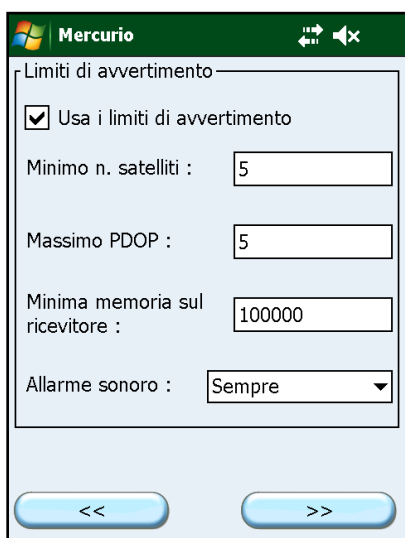 Mercurio
Limiti di avvertimento
Usa i limiti di avvertimento
Minimo n. satelliti : 5
Massimo PDOP : 5
Minima memoria sul
ricevitore : 100000
Allarme sonoro : Sempre
<< >>